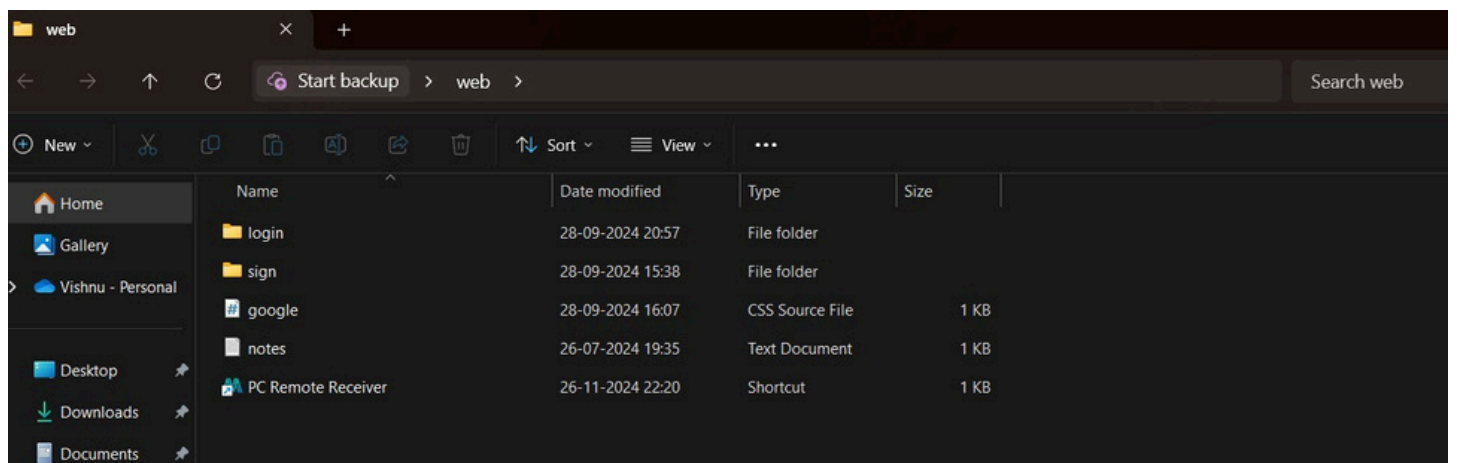 web
Start backup > web >
Search web
New
Sort
View
Name Date modified Type Size
Home
Gallery
Vishnu - Personal
Desktop
Downloads
Documents
login 28-09-2024 20:57 File folder
sign 28-09-2024 15:38 File folder
google 28-09-2024 16:07 CSS Source File 1 KB
notes 26-07-2024 19:35 Text Document 1 KB
PC Remote Receiver 26-11-2024 22:20 Shortcut 1 KB